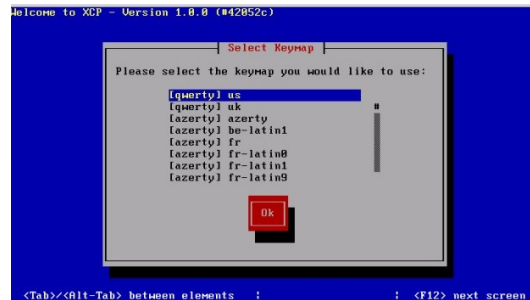 Welcome to XCP - Version 1.0.0 (#42052c)
Select Keymap
Please select the keymap you would like to use:
[qwerty] us
[qwerty] uk
[azerty] azerty
[azerty] be-latin1
[azerty] fr
[azerty] fr-latin0
[azerty] fr-latin1
[azerty] fr-latin9
Ok
<Tab>/<Alt-Tab> between elements | | <F12> next screen